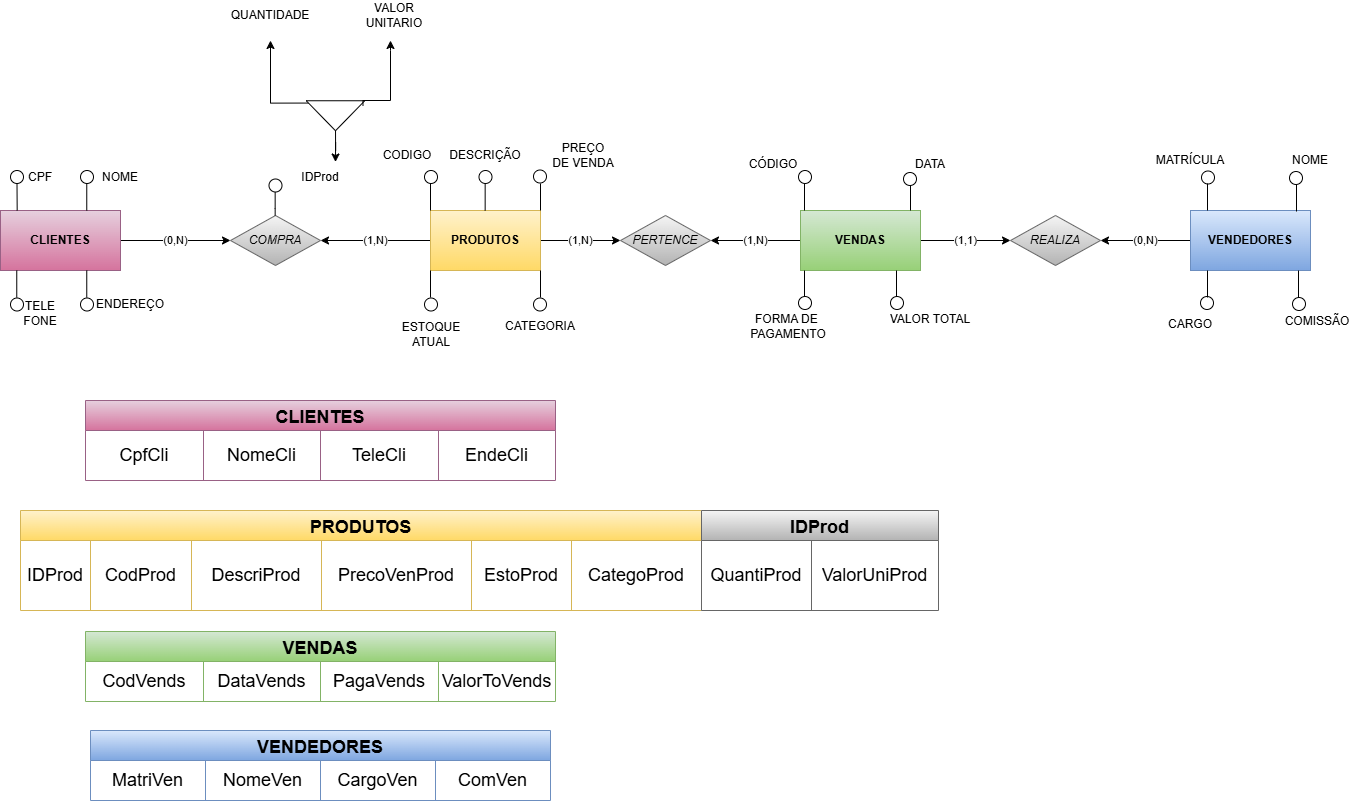 QUANTIDADE
VALOR
UNITARIO
IDProd
CPF
NOME
CODIGO
DESCRIÇÃO
PREÇO
DE VENDA
CÓDIGO
DATA
MATRÍCULA
NOME
CLIENTES
(0,N)
COMPRA
(1,N)
PRODUTOS
(1,N)
PERTENCE
(1,N)
VENDAS
(1,1)
REALIZA
(0,N)
VENDEDORES
TELE
FONE
ENDEREÇO
ESTOQUE
ATUAL
CATEGORIA
FORMA DE
PAGAMENTO
VALOR TOTAL
CARGO
COMISSÃO
CLIENTES
CpfCli
NomeCli
TeleCli
EndeCli
PRODUTOS
IDProd
IDProd
CodProd
DescriProd
PrecoVenProd
EstoProd
CategoProd
QuantiProd
ValorUniProd
VENDAS
CodVends
DataVends
PagaVends
ValorToVends
VENDEDORES
MatriVen
NomeVen
CargoVen
ComVen